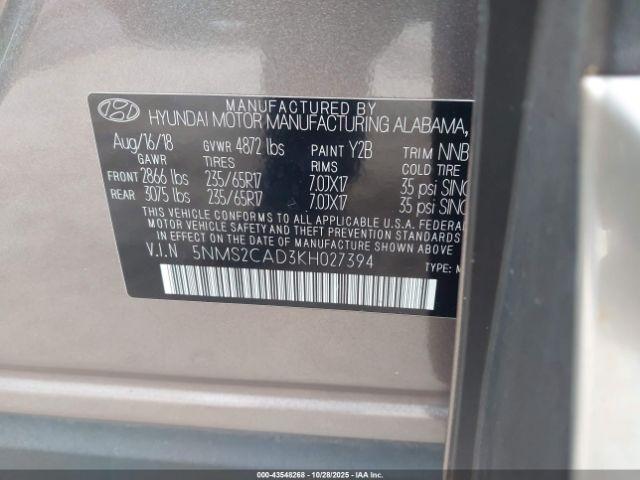 MANUFACTURED BY
HYUNDAI MOTOR MANUFACTURING ALABAMA,
Aug/16/18 GVWR 4872 lbs PAINT Y2B TRIM NNB
GAWR TIRES RIMS COLD TIRE
FRONT 2866 lbs 235/65R17 7.0JX17 35 psi SING
REAR 3075 lbs 235/65R17 7.0JX17 35 psi SING
THIS VEHICLE CONFORMS TO ALL APPLICABLE U.S.A. FEDERAL
MOTOR VEHICLE SAFETY AND THEFT PREVENTION STANDARDS
IN EFFECT ON THE DATE OF MANUFACTURE SHOWN ABOVE
V.I.N 5NMS2CAD3KH027394 TYPE: M
000-43548268 - 10/28/2025 - IAA Inc.